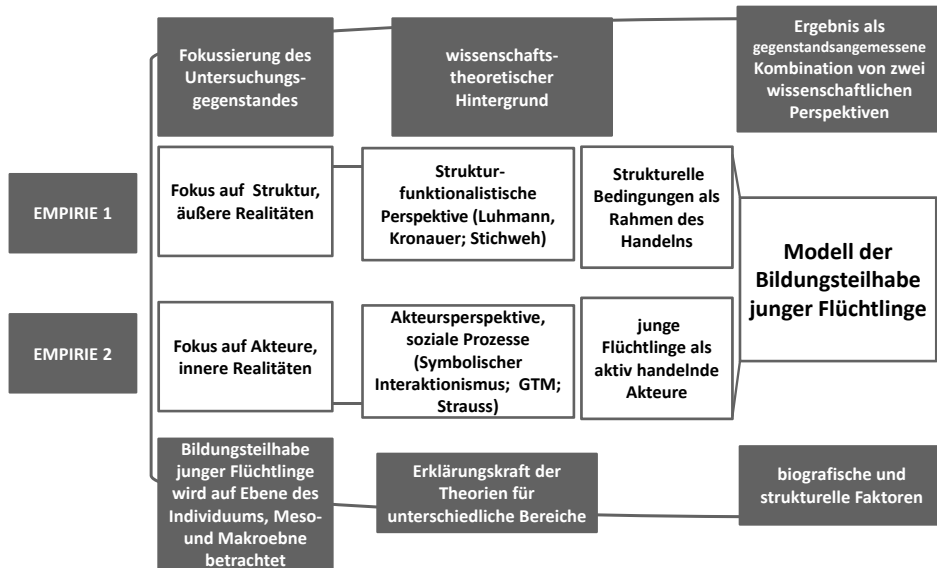 Fokussierung des
Untersuchungs-
gegenstandes
wissenschafts-
theoretischer
Hintergrund
Ergebnis als
gegenstandsangemessene
Kombination von zwei
wissenschaftlichen
Perspektiven
EMPIRIE 1
Fokus auf Struktur,
äußere Realitäten
Struktur-
funktionalistische
Perspektive (Luhmann,
Kronauer; Stichweh)
Strukturelle
Bedingungen als
Rahmen des
Handelns
Modell der
Bildungsteilhabe
junger Flüchtlinge
EMPIRIE 2
Fokus auf Akteure,
innere Realitäten
Akteursperspektive,
soziale Prozesse
(Symbolischer
Interaktionismus; GTM;
Strauss)
junge
Flüchtlinge als
aktiv handelnde
Akteure
Bildungsteilhabe
junger Flüchtlinge
wird auf Ebene des
Individuums, Meso-
und Makroebne
betrachtet
Erklärungskraft der
Theorien für
unterschiedliche Bereiche
biografische und
strukturelle Faktoren